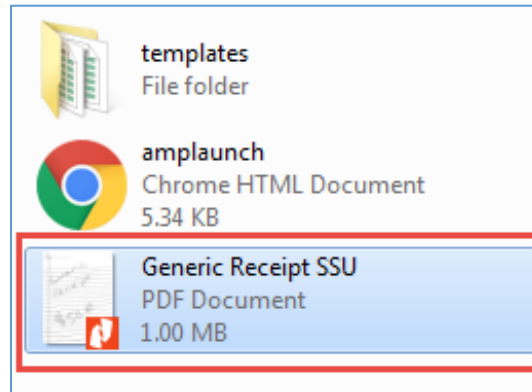 templates
File folder
amplaunch
Chrome HTML Document
5.34 KB
Generic Receipt SSU
PDF Document
1.00 MB